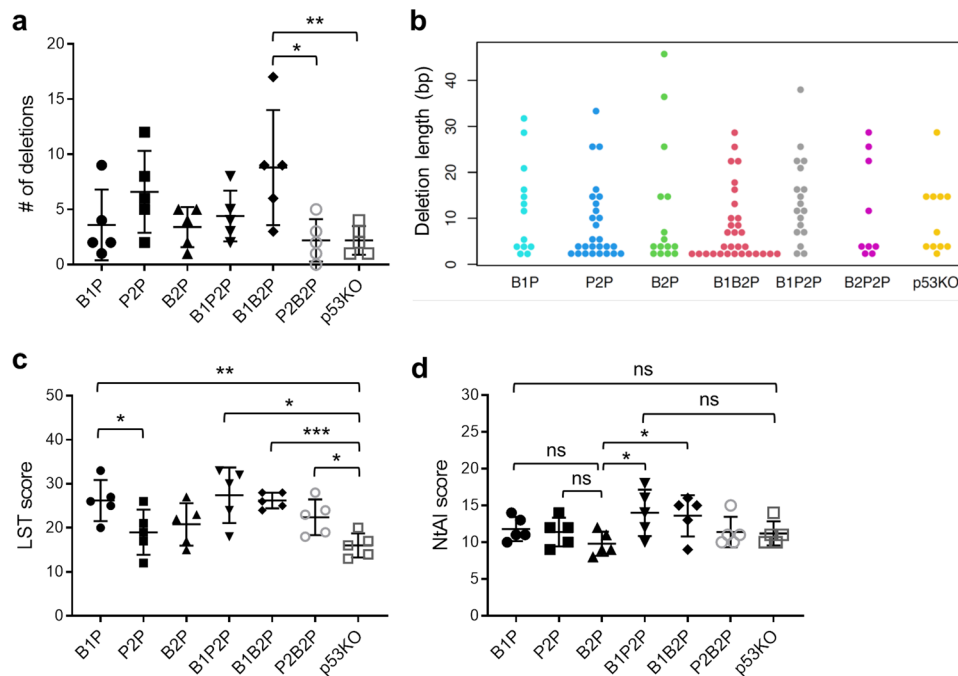 a
# of deletions
20
15
10
5
0
**
*
B1P
P2P
B2P
B1P2P
B1B2P
P2B2P
p53KO
b
Deletion length (bp)
40
30
20
10
0
B1P
P2P
B2P
B1B2P
B1P2P
B2P2P
p53KO
c
LST score
50
40
30
20
10
0
**
*
*
***
*
B1P
P2P
B2P
B1P2P
B1B2P
P2B2P
p53KO
d
NtAI score
30
25
20
15
10
5
0
ns
ns
ns
*
ns
*
B1P
P2P
B2P
B1P2P
B1B2P
P2B2P
p53KO